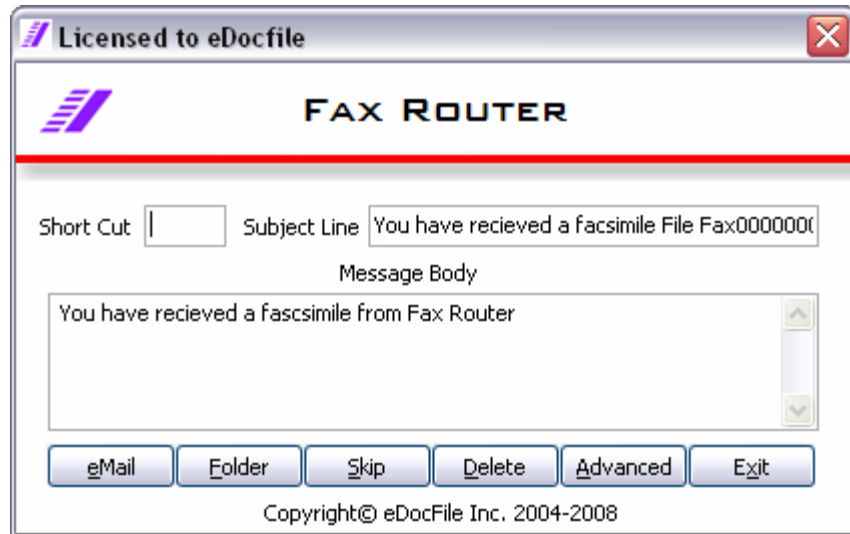 Licensed to eDocfile
FAX ROUTER
Short Cut Subject Line You have recieved a facsimile File Fax0000000(
Message Body
You have recieved a fascsimile from Fax Router
eMail Folder Skip Delete Advanced Exit
Copyright© eDocFile Inc. 2004-2008